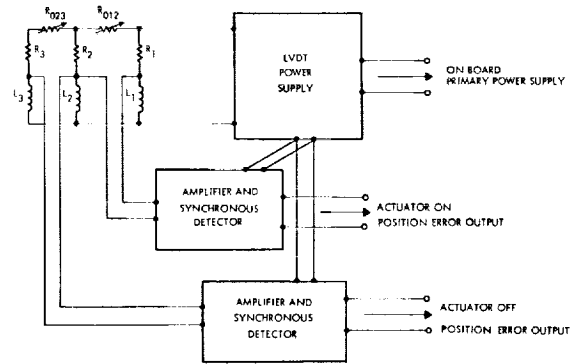 R023
R012
R3
R2
R1
L3
L2
L1
LVDT
POWER
SUPPLY
ON BOARD
PRIMARY POWER SUPPLY
AMPLIFIER AND
SYNCHRONOUS
DETECTOR
ACTUATOR ON
POSITION ERROR OUTPUT
AMPLIFIER AND
SYNCHRONOUS
DETECTOR
ACTUATOR OFF
POSITION ERROR OUTPUT